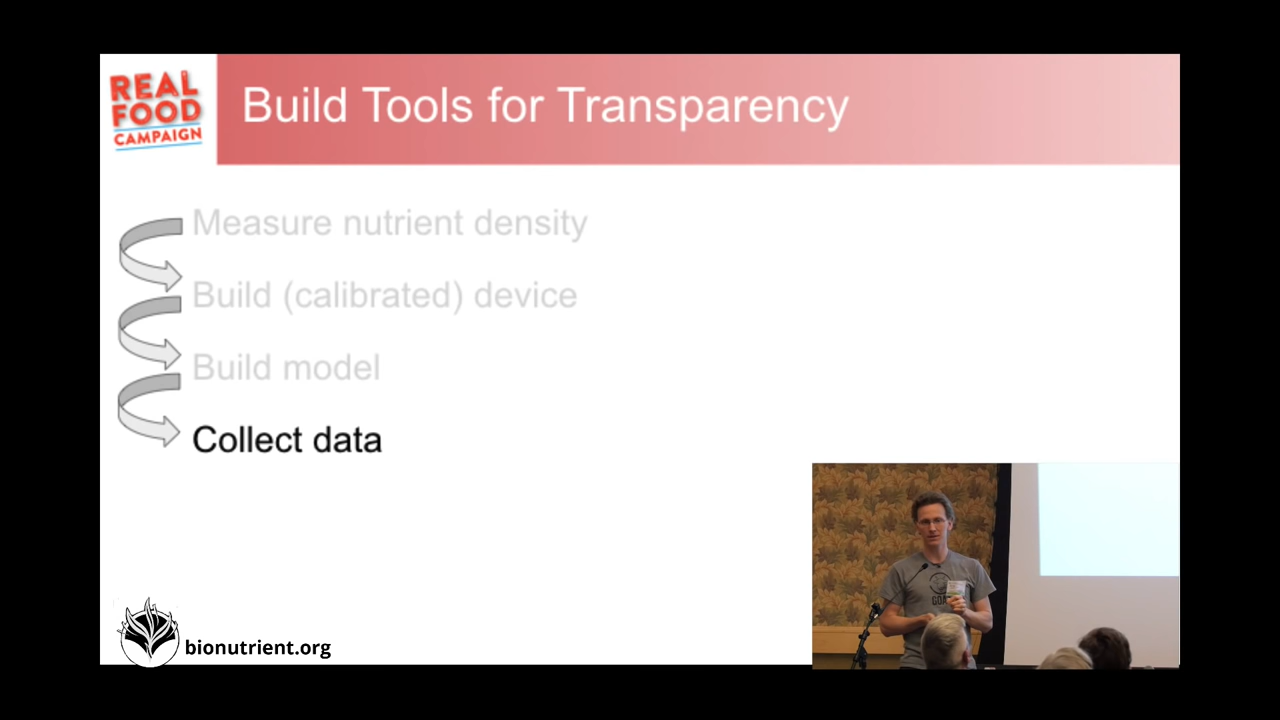 REAL
FOOD
CAMPAIGN
Build Tools for Transparency
Measure nutrient density
Build (calibrated) device
Build model
Collect data
bionutrient.org